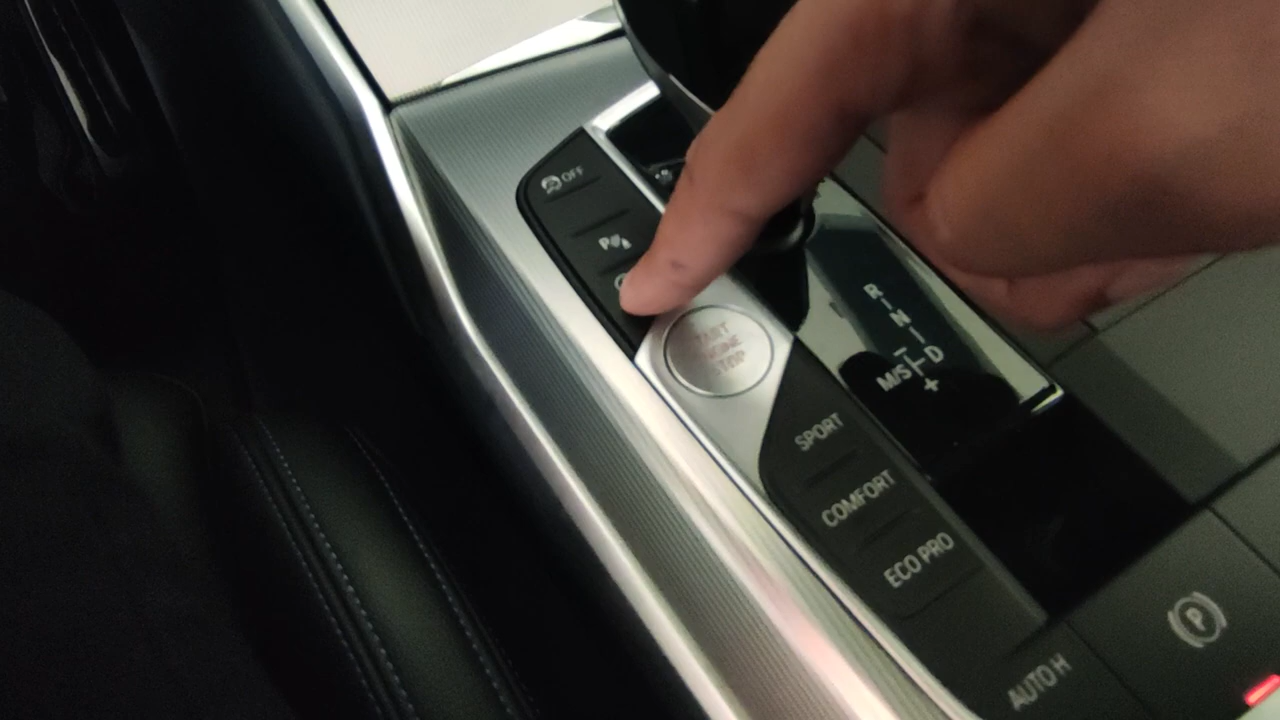 OFF
P
START
ENGINE
STOP
R
N
D
M/S
+
SPORT
COMFORT
ECO PRO
P
AUTO H